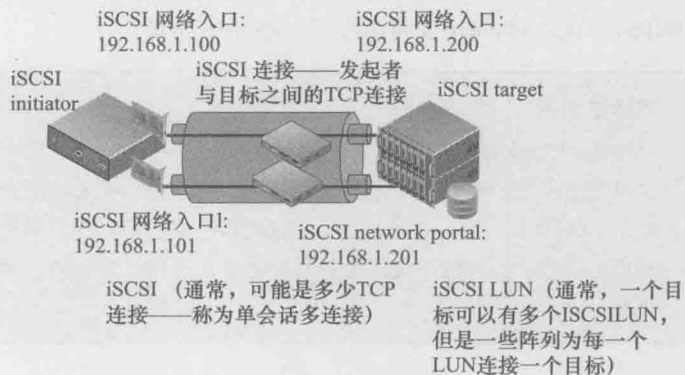 iSCSI 网络入口:
192.168.1.100
iSCSI 网络入口:
192.168.1.200
iSCSI 连接——发起者
与目标之间的TCP连接
iSCSI
initiator
iSCSI target
iSCSI 网络入口l:
192.168.1.101
iSCSI network portal:
192.168.1.201
iSCSI （通常，可能是多少TCP
连接——称为单会话多连接）
iSCSI LUN（通常，一个目
标可以有多个ISCSILUN，
但是一些阵列为每一个
LUN连接一个目标）